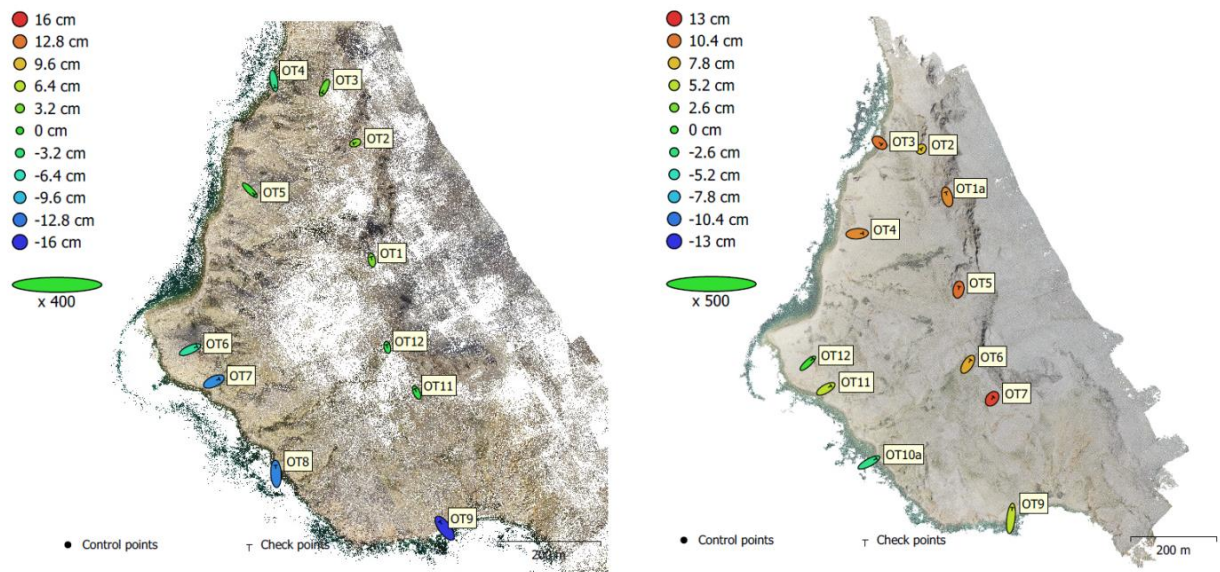 16 cm
12.8 cm
9.6 cm
6.4 cm
3.2 cm
0 cm
-3.2 cm
-6.4 cm
-9.6 cm
-12.8 cm
-16 cm
x 400
OT4
OT3
OT2
OT5
OT1
OT6
OT12
OT7
OT11
OT8
OT9
Control points
Check points
200 m
13 cm
10.4 cm
7.8 cm
5.2 cm
2.6 cm
0 cm
-2.6 cm
-5.2 cm
-7.8 cm
-10.4 cm
-13 cm
x 500
OT3
OT2
OT1a
OT4
OT5
OT12
OT6
OT11
OT7
OT10a
OT9
Control points
Check points
200 m